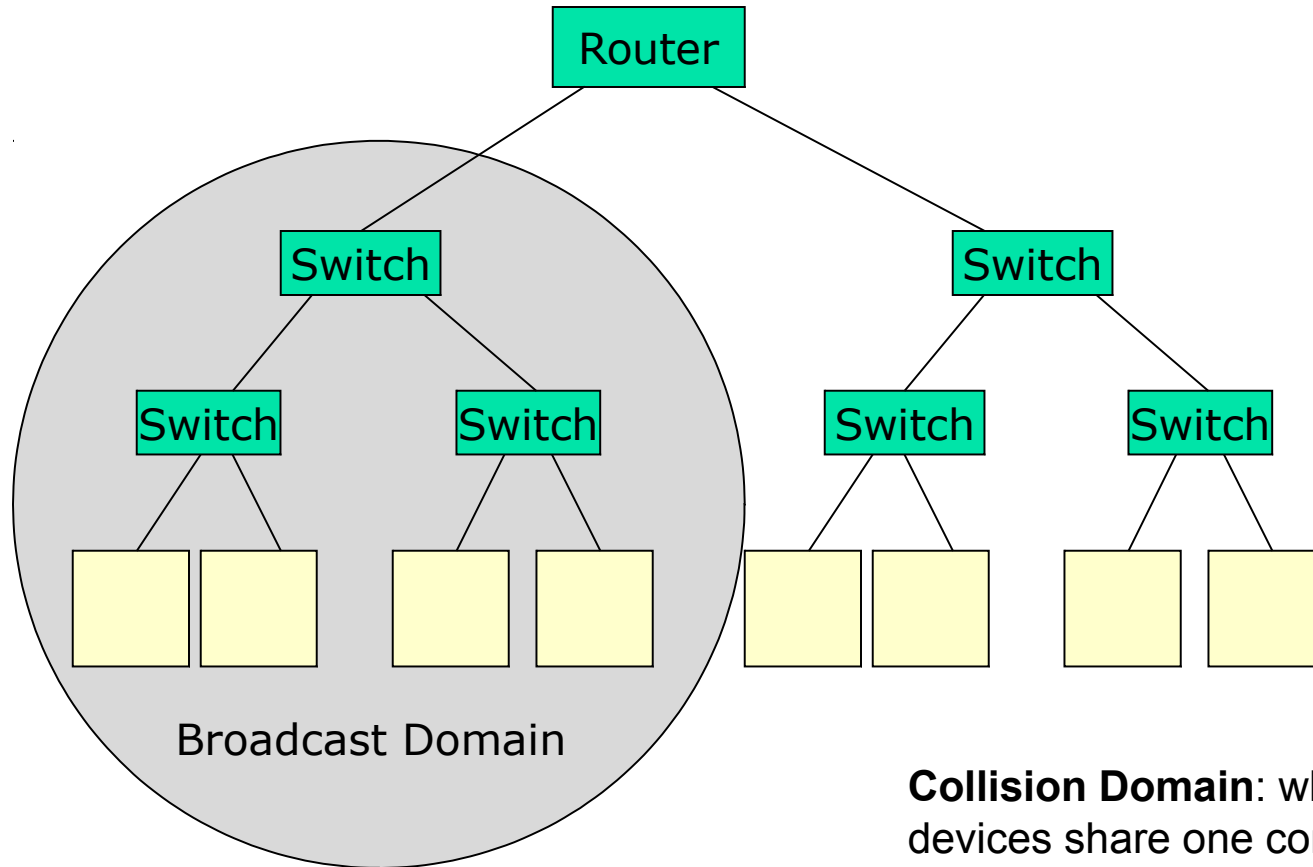 Router
Switch
Switch
Switch
Switch
Switch
Switch
Broadcast Domain
Collision Domain:
devices share one